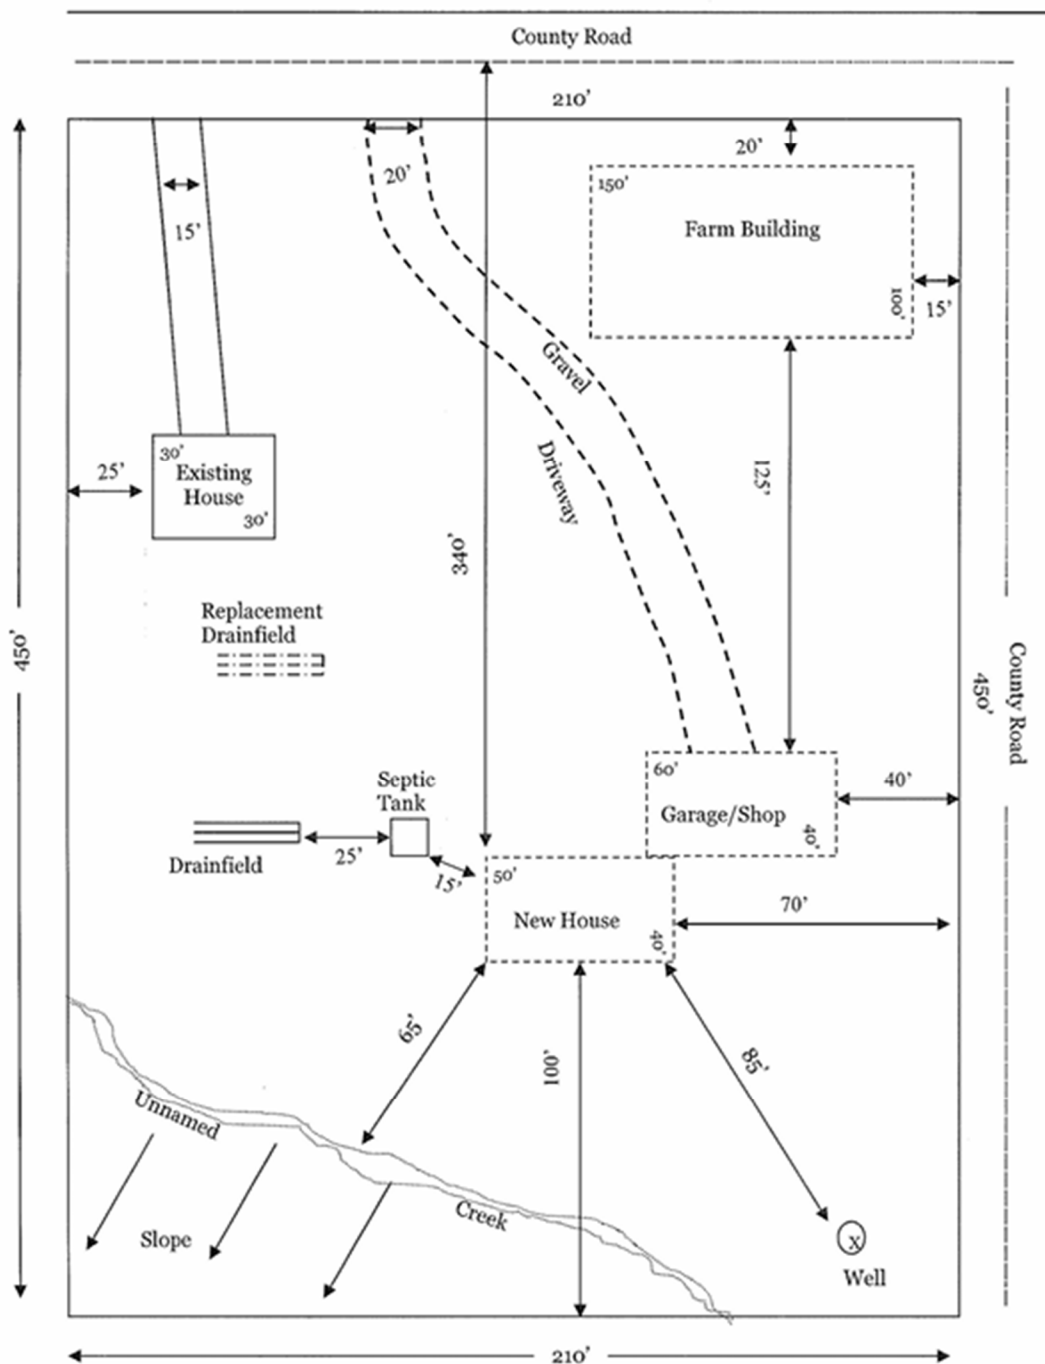 County Road
210'
20'
20'
150'
Farm Building
100'
15'
15'
Gravel
Driveway
125'
25'
30'
Existing
House
30'
340'
450'
Replacement
Drainfield
450'
County Road
Septic
Tank
60'
Garage/Shop
40'
40'
Drainfield
25'
15'
50'
New House
40'
70'
65'
100'
85'
Unnamed
Creek
Slope
X
Well
210'